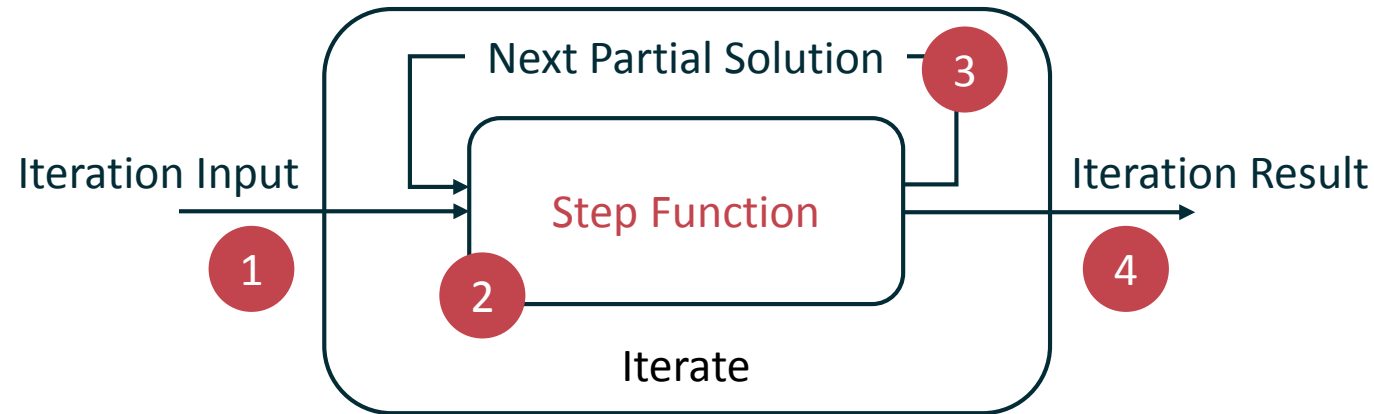 Next Partial Solution
3
Iteration Input
Iteration Result
Step Function
1
2
4
Iterate